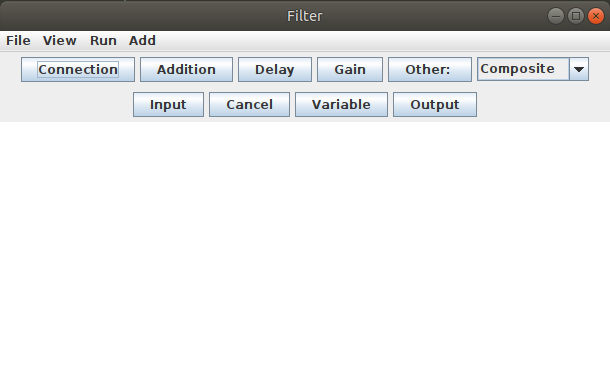 Filter
File View Run Add
Connection Addition Delay Gain Other: Composite
Input Cancel Variable Output